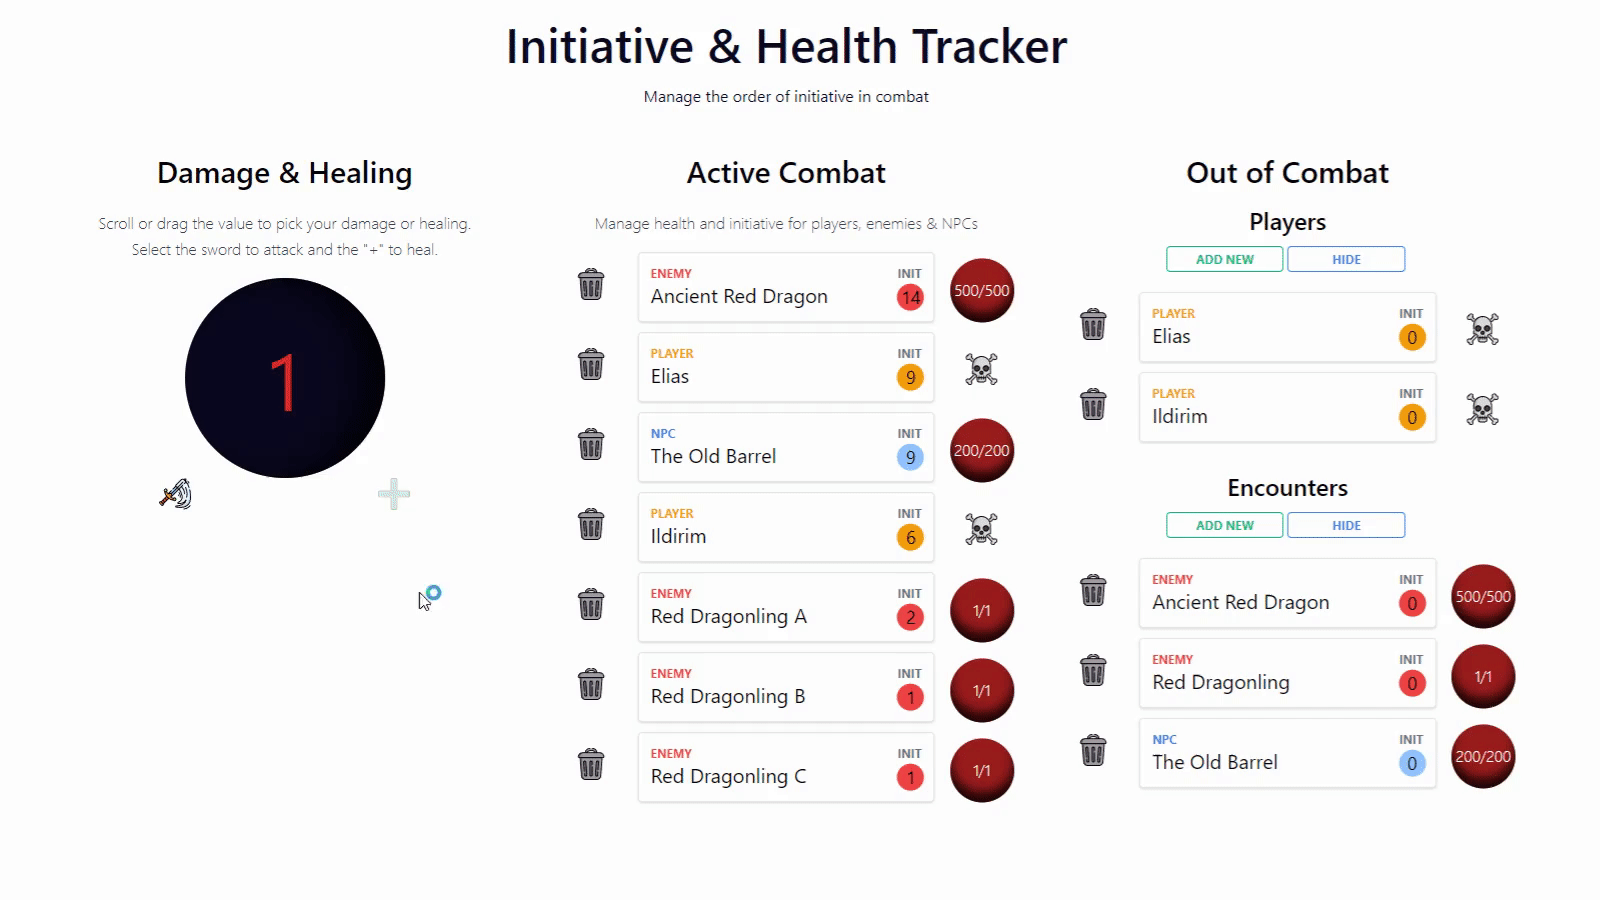 Initiative & Health Tracker
Manage the order of initiative in combat
Damage & Healing
Scroll or drag the value to pick your damage or healing.
Select the sword to attack and the "+" to heal.
1
Active Combat
Manage health and initiative for players, enemies & NPCs
ENEMY INIT
Ancient Red Dragon 14 500/500
PLAYER INIT
Elias 9
NPC INIT
The Old Barrel 9 200/200
PLAYER INIT
Ildirim 6
ENEMY INIT
Red Dragonling A 2 1/1
ENEMY INIT
Red Dragonling B 1 1/1
ENEMY INIT
Red Dragonling C 1 1/1
Out of Combat
Players
ADD NEW HIDE
PLAYER INIT
Elias 0
PLAYER INIT
Ildirim 0
Encounters
ADD NEW HIDE
ENEMY INIT
Ancient Red Dragon 0 500/500
ENEMY INIT
Red Dragonling 0 1/1
NPC INIT
The Old Barrel 0 200/200